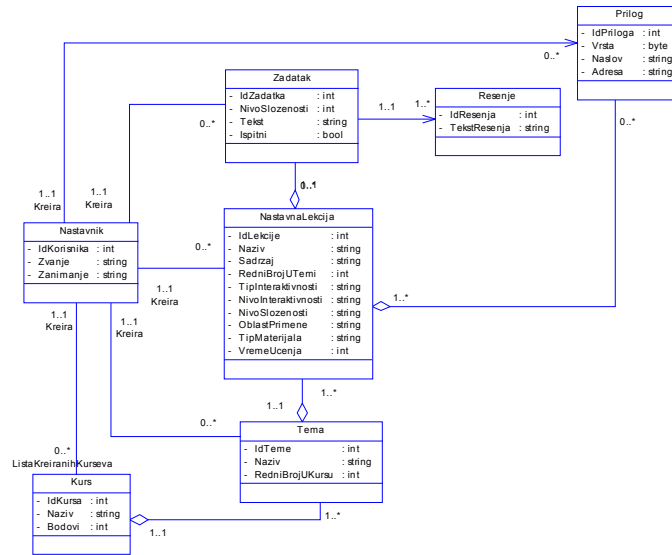 Prilog
- IdPriloga : int
- Vrsta : byte
- Naslov : string
- Adresa : string
0..*
0..*
Zadatak
- IdZadatka : int
- NivoSlozenosti : int
- Tekst : string
- Ispitni : bool
0..*
1..1
1..*
Resenje
- IdResenja : int
- TekstResenja : string
1..1
Kreira
1..1
Kreira
Nastavnik
- IdKorisnika : int
- Zvanje : string
- Zanimanje : string
0..*
1..1
Kreira
NastavnaLekcija
- IdLekcije : int
- Naziv : string
- Sadrzaj : string
- RedniBrojUTemi : int
- TipInteraktivnosti : string
- NivoInteraktivnosti : string
- NivoSlozenosti : string
- OblastPrimene : string
- TipMaterijala : string
- VremeUcenja : int
1..*
1..1
Kreira
1..1
Kreira
1..*
1..1
0..*
Tema
- IdTeme : int
- Naziv : string
- RedniBrojUKursu : int
1..*
0..*
ListaKreiranihKurseva
Kurs
- IdKursa : int
- Naziv : string
- Bodovi : int
1..1